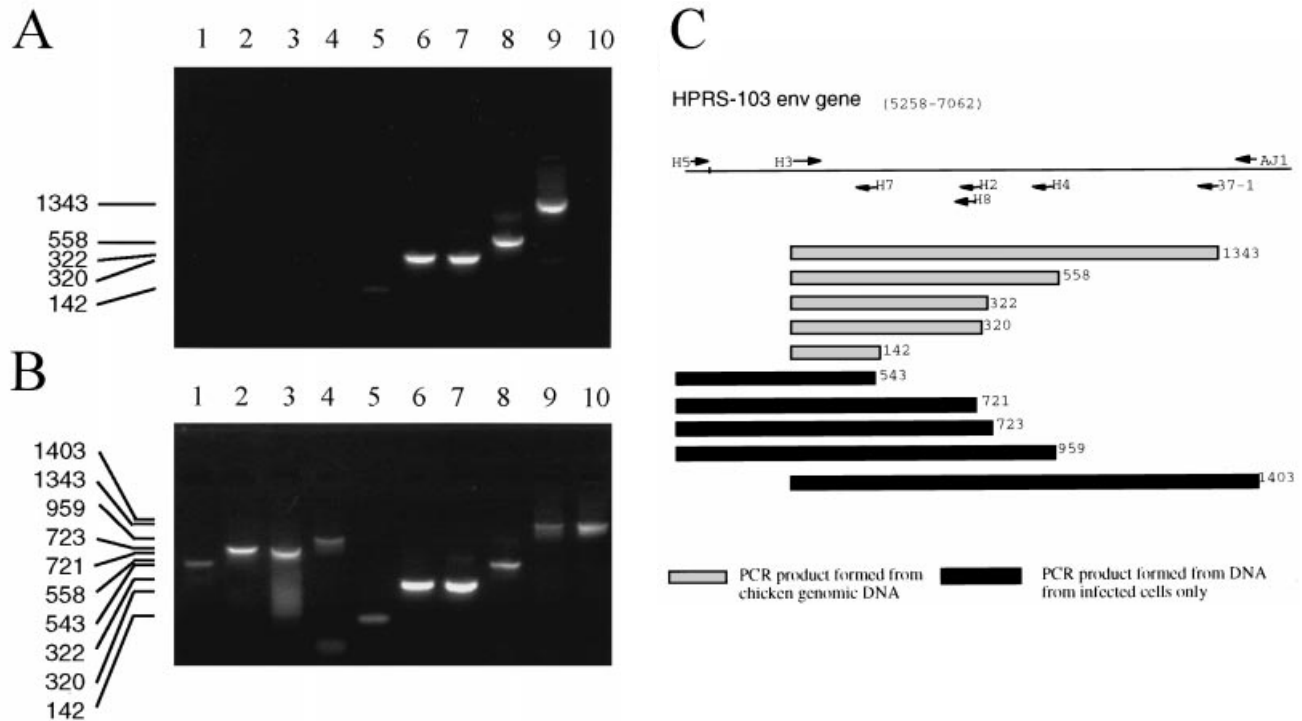 A
1 2 3 4 5 6 7 8 9 10
1343
558
322
320
142
B
1 2 3 4 5 6 7 8 9 10
1403
1343
959
723
721
558
543
322
320
142
C
HPRS-103 env gene (5258-7062)
H5 H3 AJ1
H7 H2 H4 37-1
H8
1343
558
322
320
142
543
721
723
959
1403
PCR product formed from chicken genomic DNA
PCR product formed from DNA from infected cells only